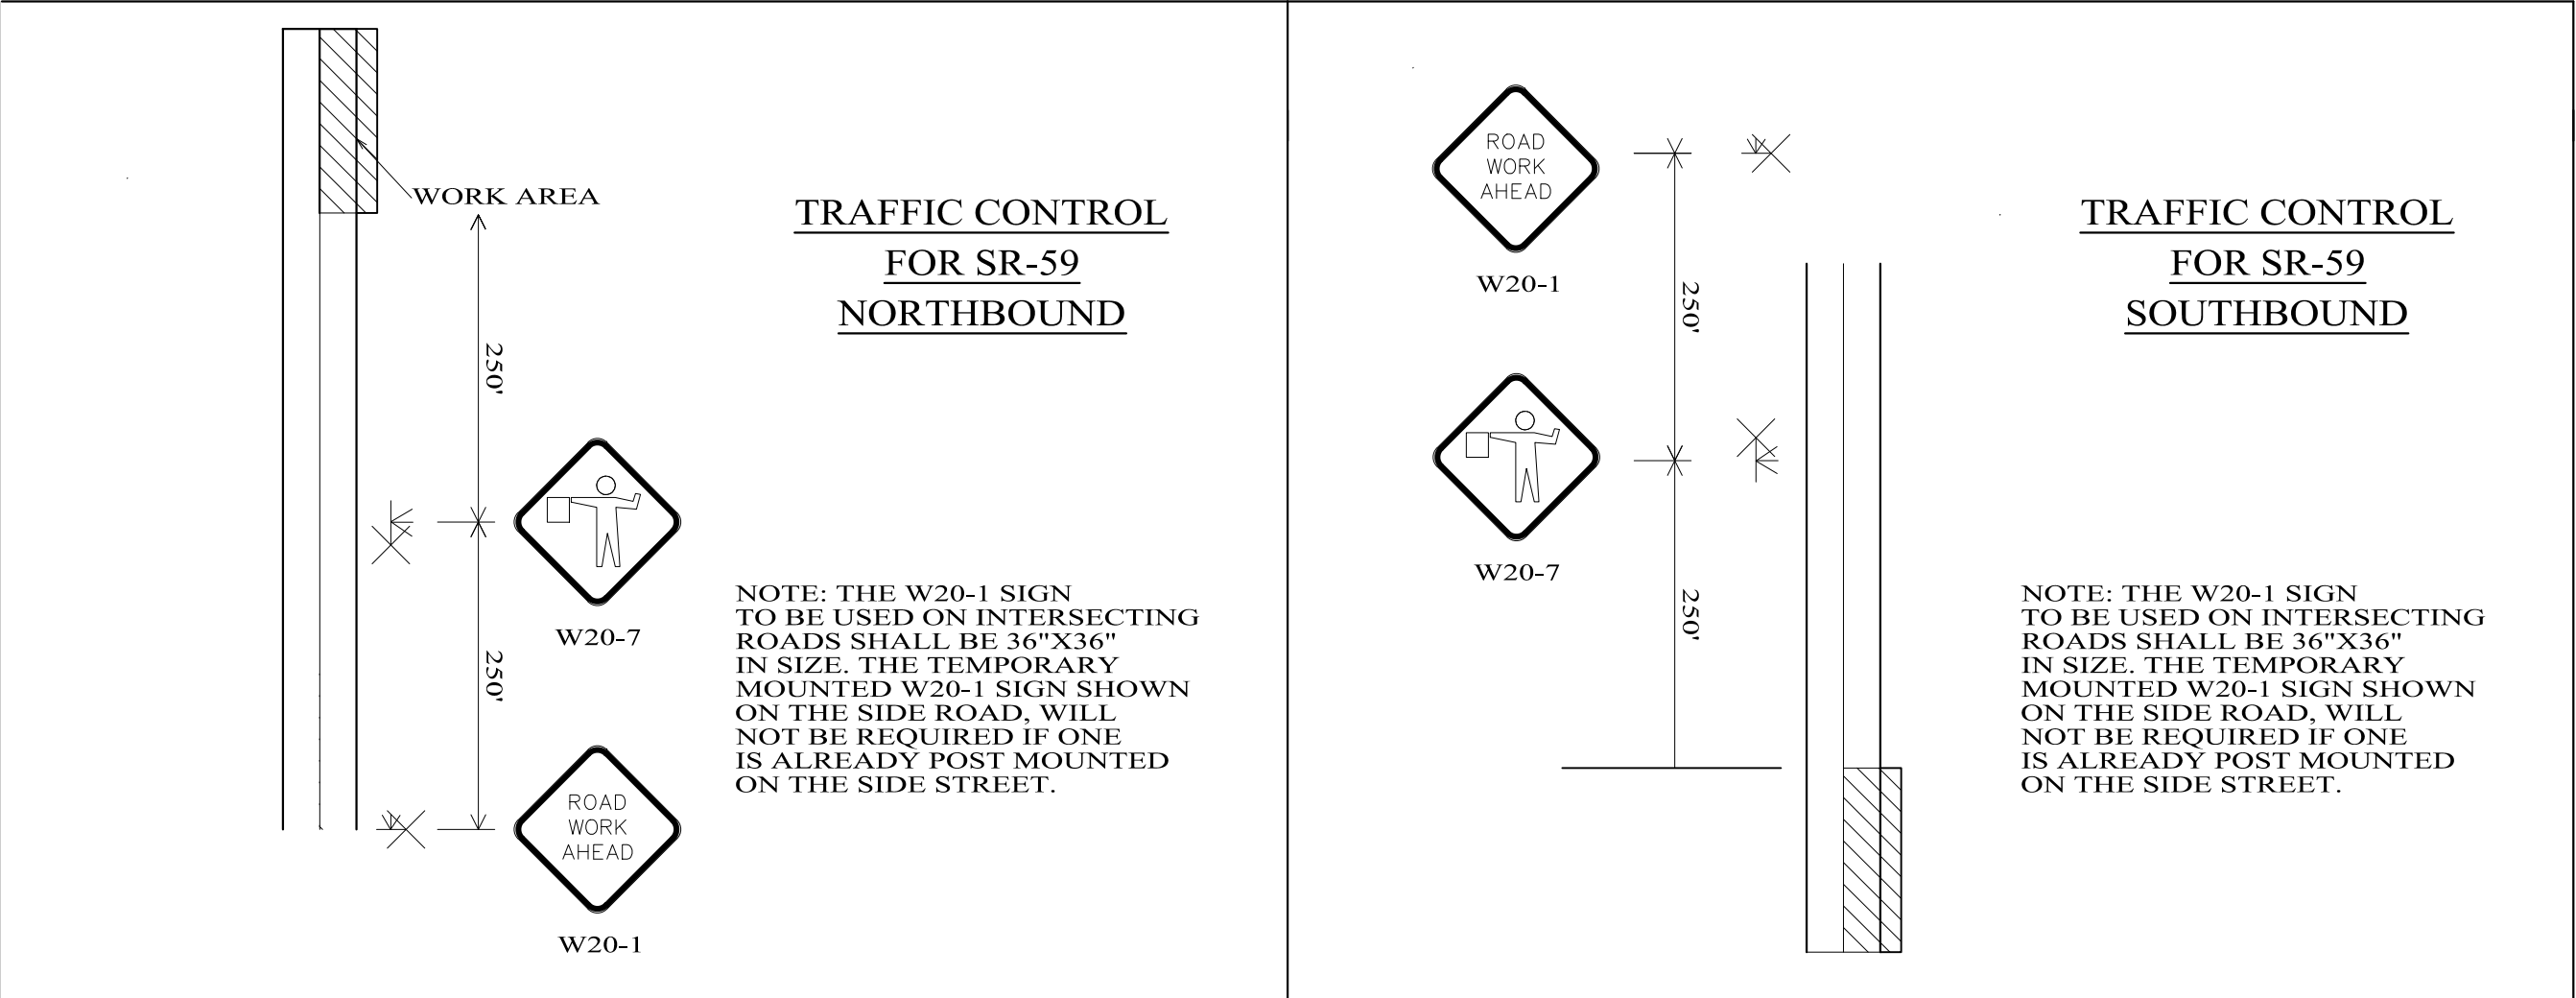 WORK AREA
TRAFFIC CONTROL
FOR SR-59
NORTHBOUND
250'
W20-7
250'
NOTE: THE W20-1 SIGN
TO BE USED ON INTERSECTING
ROADS SHALL BE 36"X36"
IN SIZE. THE TEMPORARY
MOUNTED W20-1 SIGN SHOWN
ON THE SIDE ROAD, WILL
NOT BE REQUIRED IF ONE
IS ALREADY POST MOUNTED
ON THE SIDE STREET.
ROAD
WORK
AHEAD
W20-1
ROAD
WORK
AHEAD
W20-1
250'
TRAFFIC CONTROL
FOR SR-59
SOUTHBOUND
W20-7
250'
NOTE: THE W20-1 SIGN
TO BE USED ON INTERSECTING
ROADS SHALL BE 36"X36"
IN SIZE. THE TEMPORARY
MOUNTED W20-1 SIGN SHOWN
ON THE SIDE ROAD, WILL
NOT BE REQUIRED IF ONE
IS ALREADY POST MOUNTED
ON THE SIDE STREET.